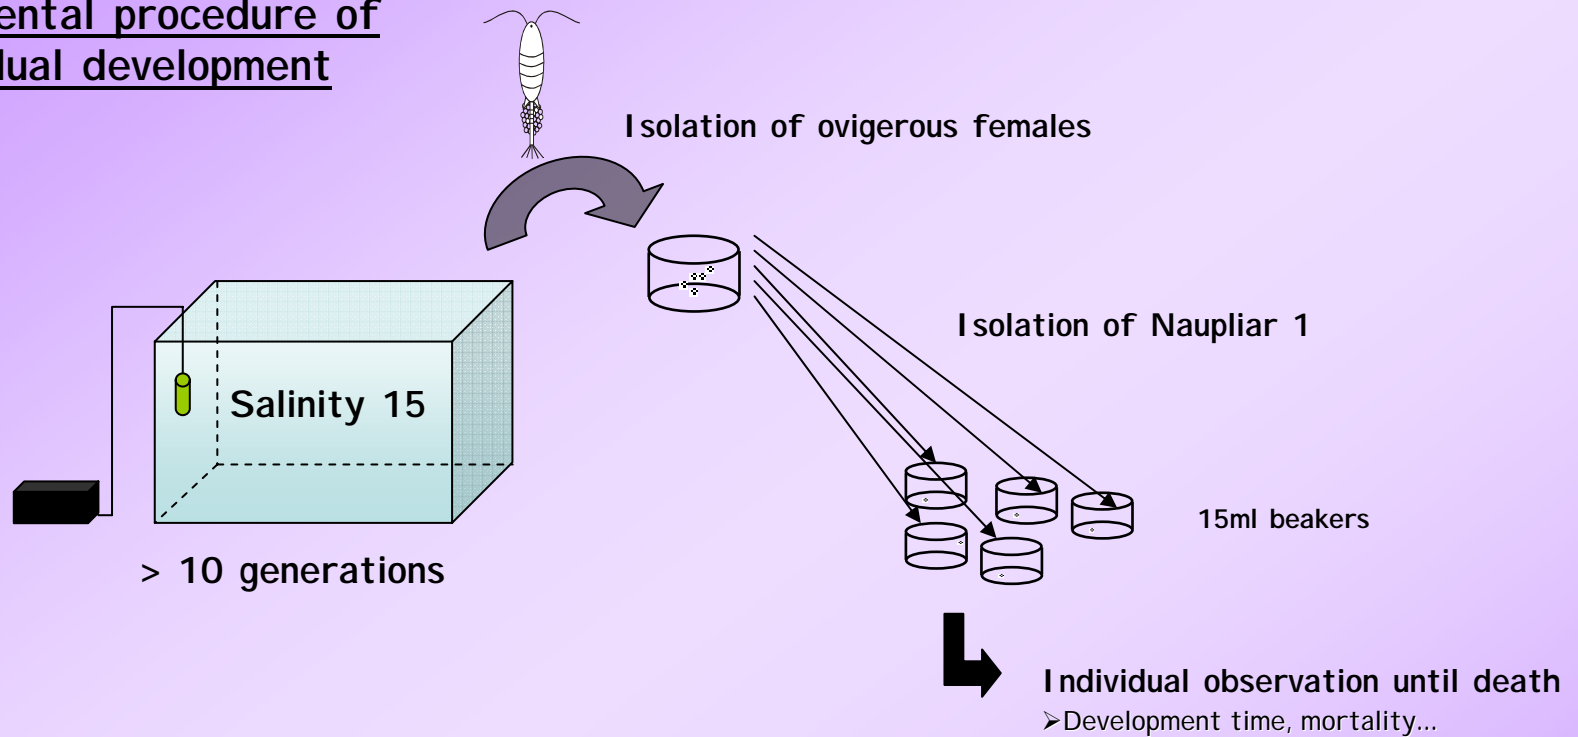 ental procedure of
dual development
Isolation of ovigerous females
Isolation of Naupliar 1
Salinity 15
15ml beakers
> 10 generations
Individual observation until death
➢Development time, mortality...